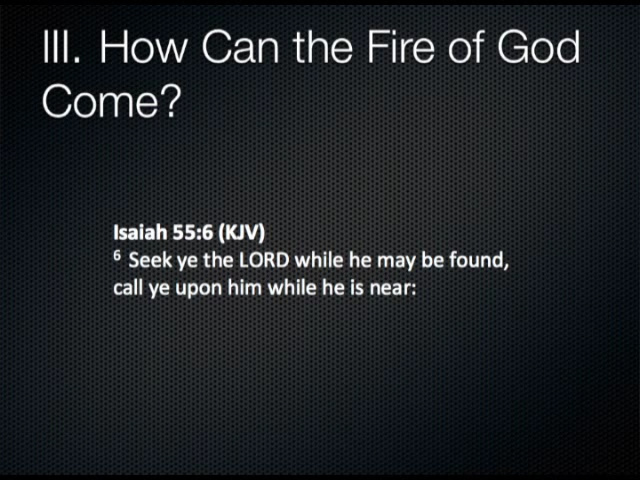 III. How Can the Fire of God
Come?
Isaiah 55:6 (KJV)
6 Seek ye the LORD while he may be found,
call ye upon him while he is near: